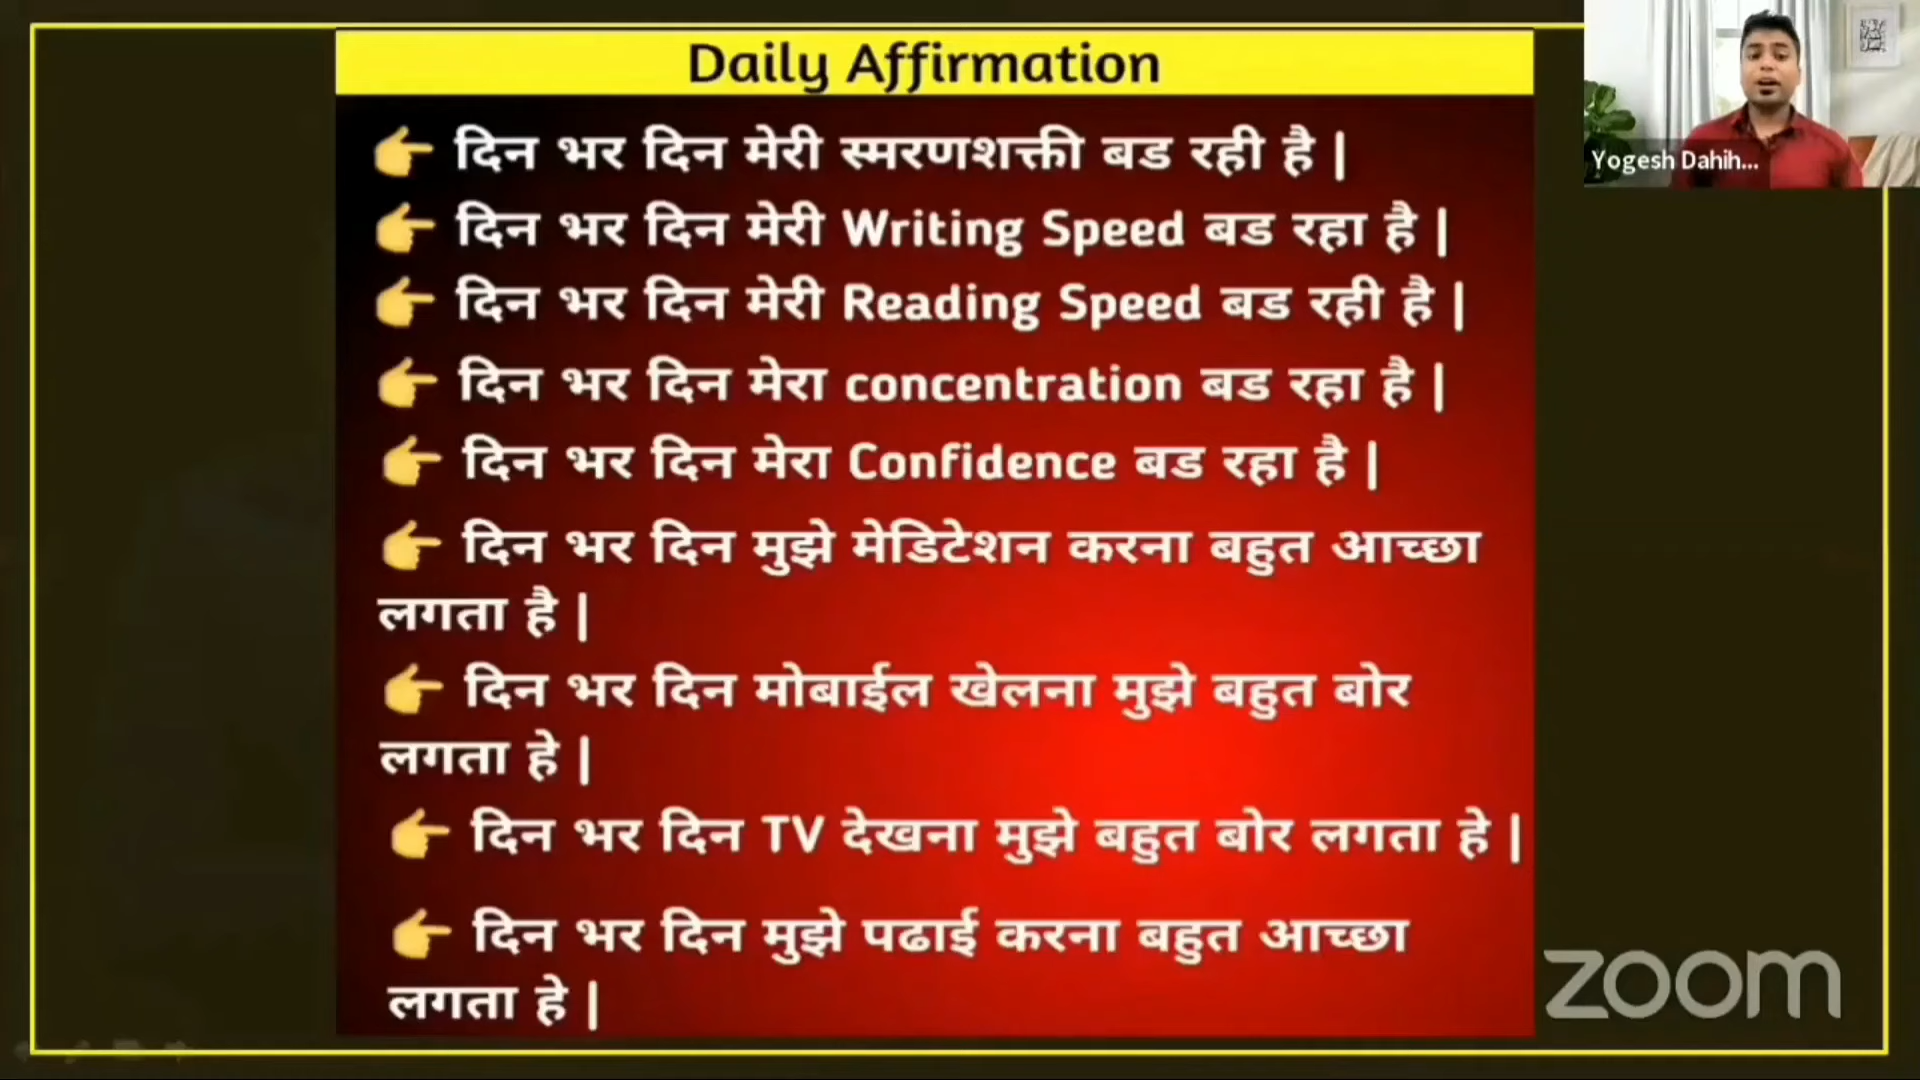 Daily Affirmation
Yogesh Dahih...
👉 दिन भर दिन मेरी स्मरणशक्ती बड रही है |
👉 दिन भर दिन मेरी Writing Speed बड रहा है |
👉 दिन भर दिन मेरी Reading Speed बड रही है |
👉 दिन भर दिन मेरा concentration बड रहा है |
👉 दिन भर दिन मेरा Confidence बड रहा है |
👉 दिन भर दिन मुझे मेडिटेशन करना बहुत आच्छा
लगता है |
👉 दिन भर दिन मोबाईल खेलना मुझे बहुत बोर
लगता हे |
👉 दिन भर दिन TV देखना मुझे बहुत बोर लगता हे |
👉 दिन भर दिन मुझे पढाई करना बहुत आच्छा
लगता हे |
zoom